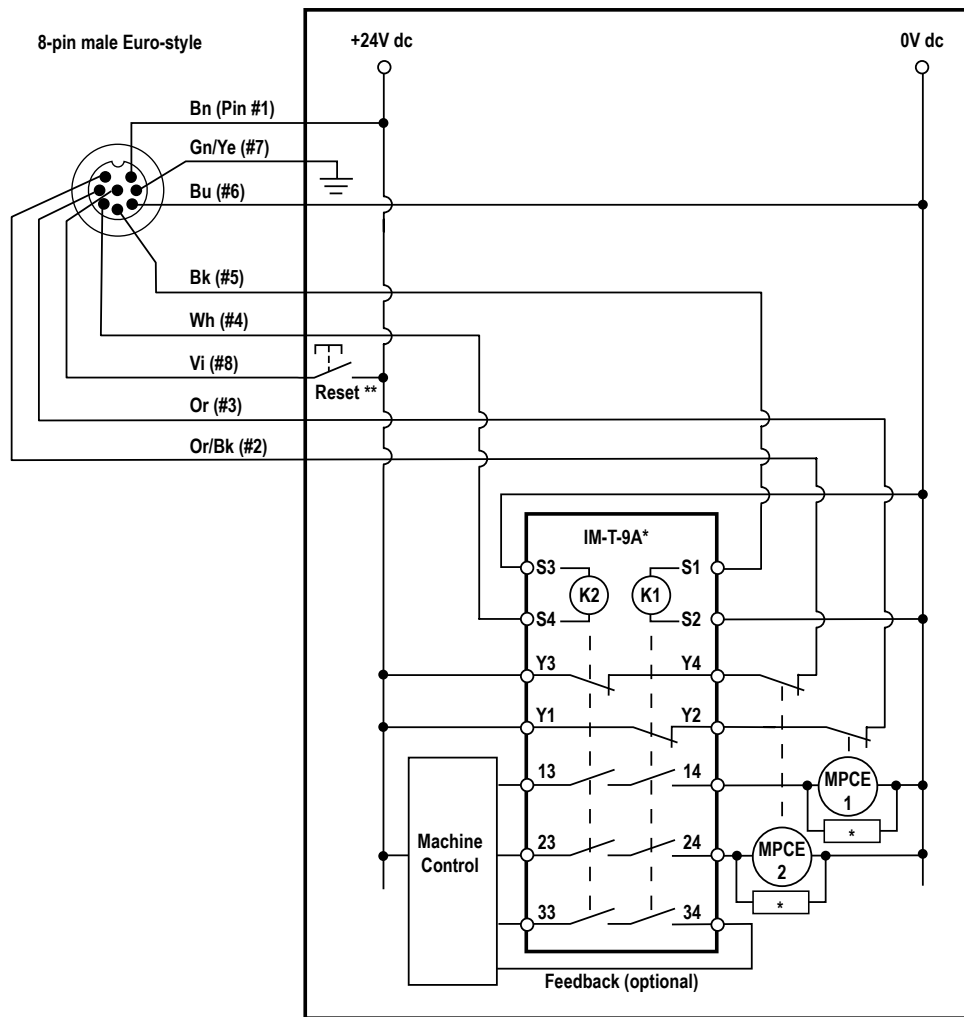 8-pin male Euro-style
+24V dc
0V dc
Bn (Pin #1)
Gn/Ye (#7)
Bu (#6)
Bk (#5)
Wh (#4)
Vi (#8)
Reset **
Or (#3)
Or/Bk (#2)
IM-T-9A*
S3
S1
K2
K1
S4
S2
Y3
Y4
Y1
Y2
13
14
MPCE
1
*
Machine
Control
23
24
MPCE
2
*
33
34
Feedback (optional)